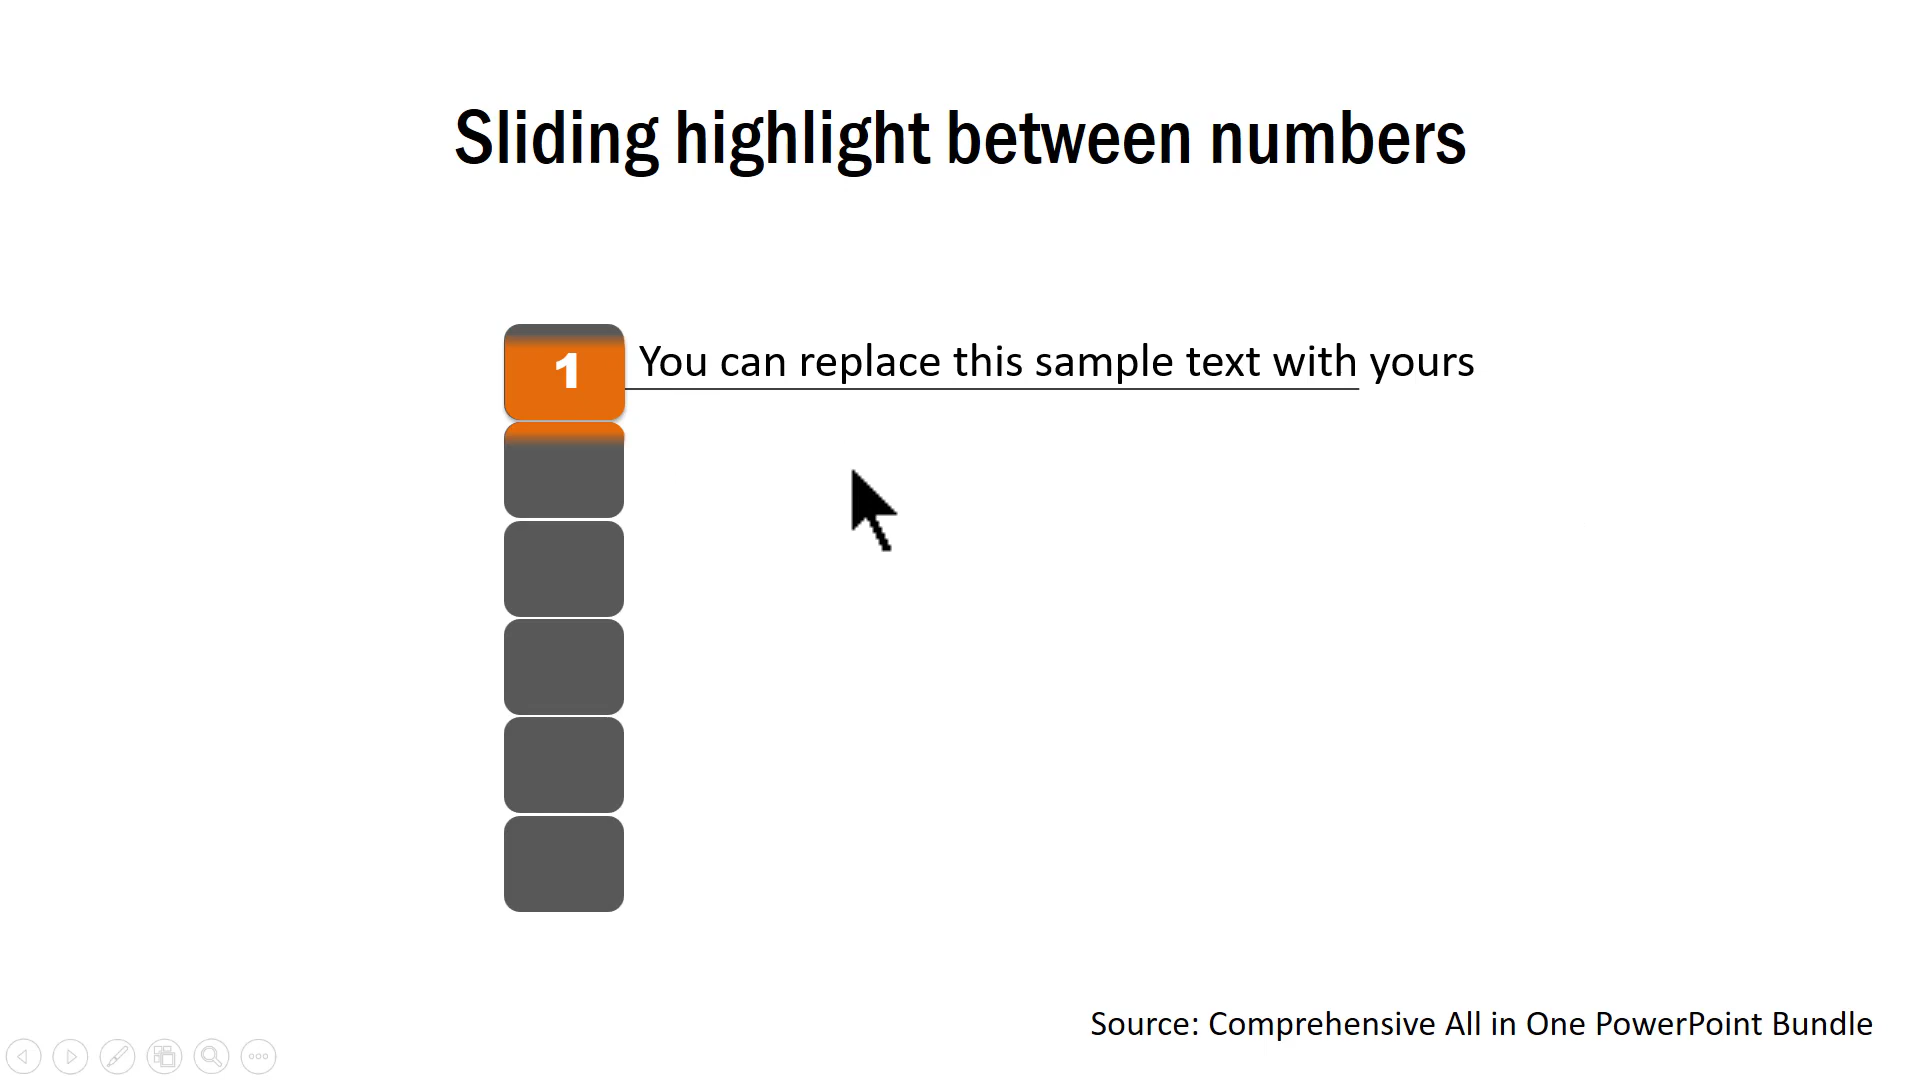 Sliding highlight between numbers
1 You can replace this sample text with yours
Source: Comprehensive All in One PowerPoint Bundle